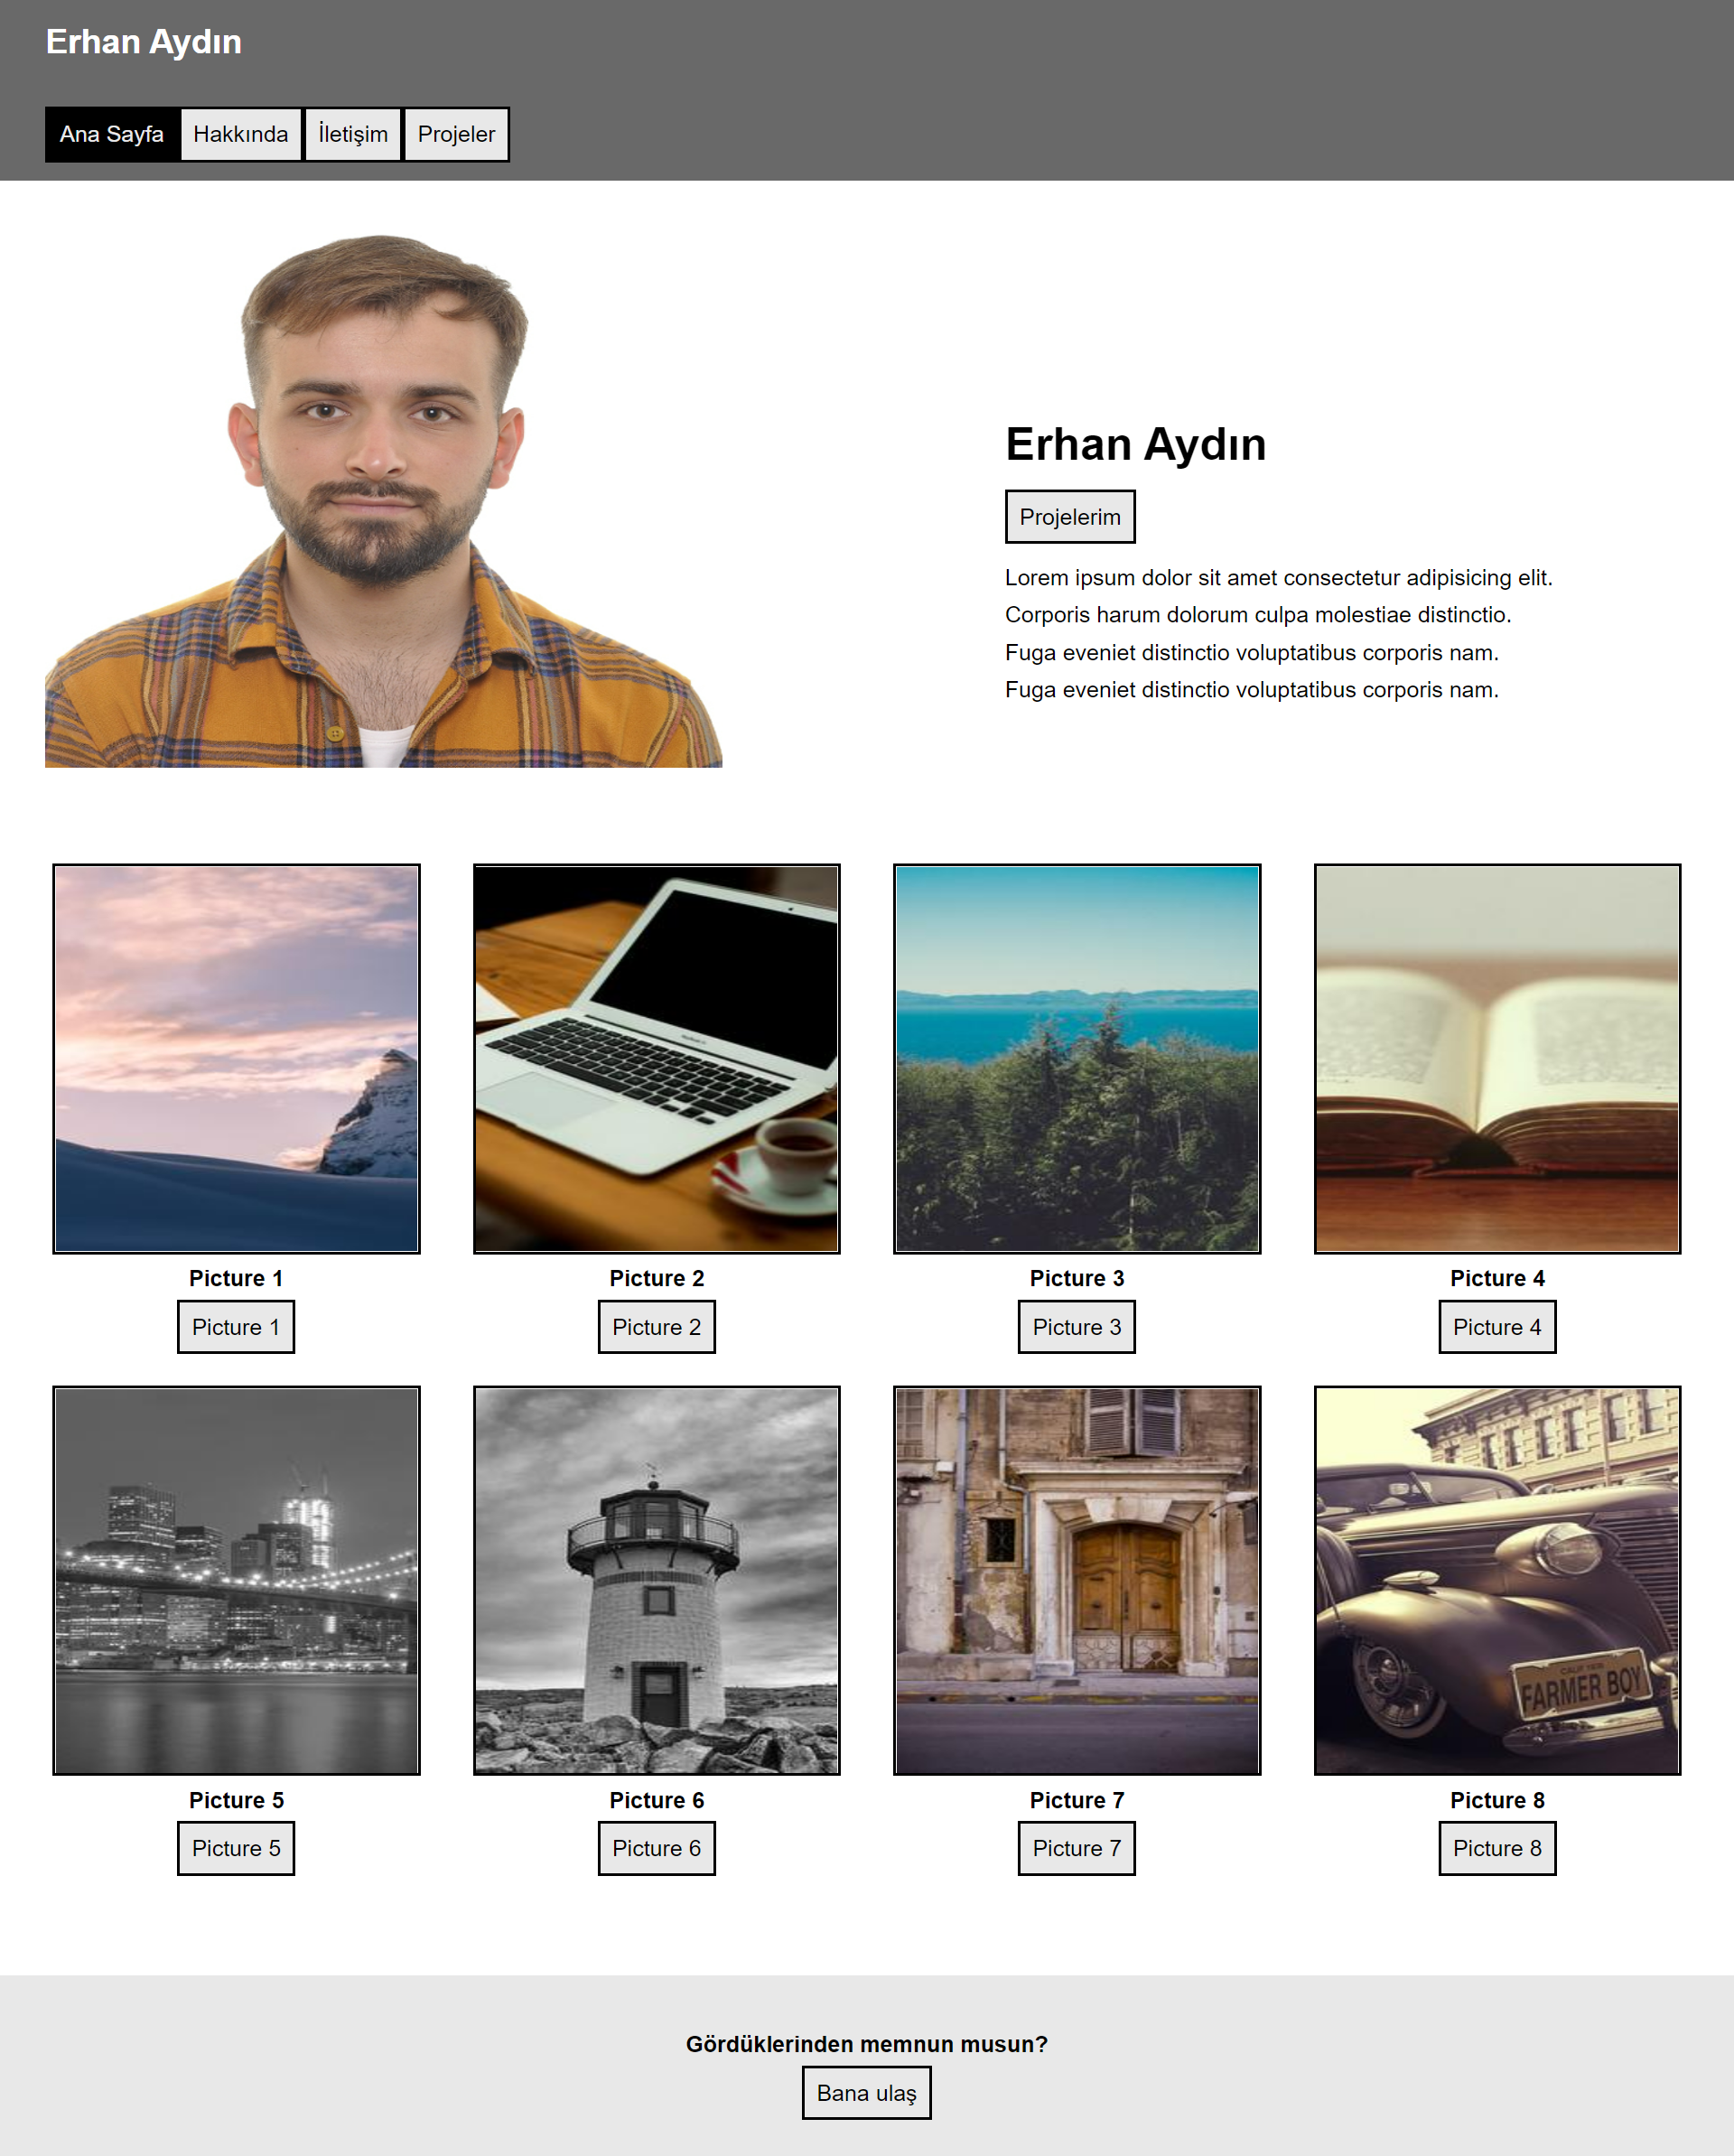 Erhan Aydın
Ana Sayfa Hakkında İletişim Projeler
Erhan Aydın
Projelerim
Lorem ipsum dolor sit amet consectetur adipisicing elit.
Corporis harum dolorum culpa molestiae distinctio.
Fuga eveniet distinctio voluptatibus corporis nam.
Fuga eveniet distinctio voluptatibus corporis nam.
Picture 1 Picture 2 Picture 3 Picture 4
Picture 1 Picture 2 Picture 3 Picture 4
FARMER BOY
Picture 5 Picture 6 Picture 7 Picture 8
Picture 5 Picture 6 Picture 7 Picture 8
Gördüklerinden memnun musun?
Bana ulaş